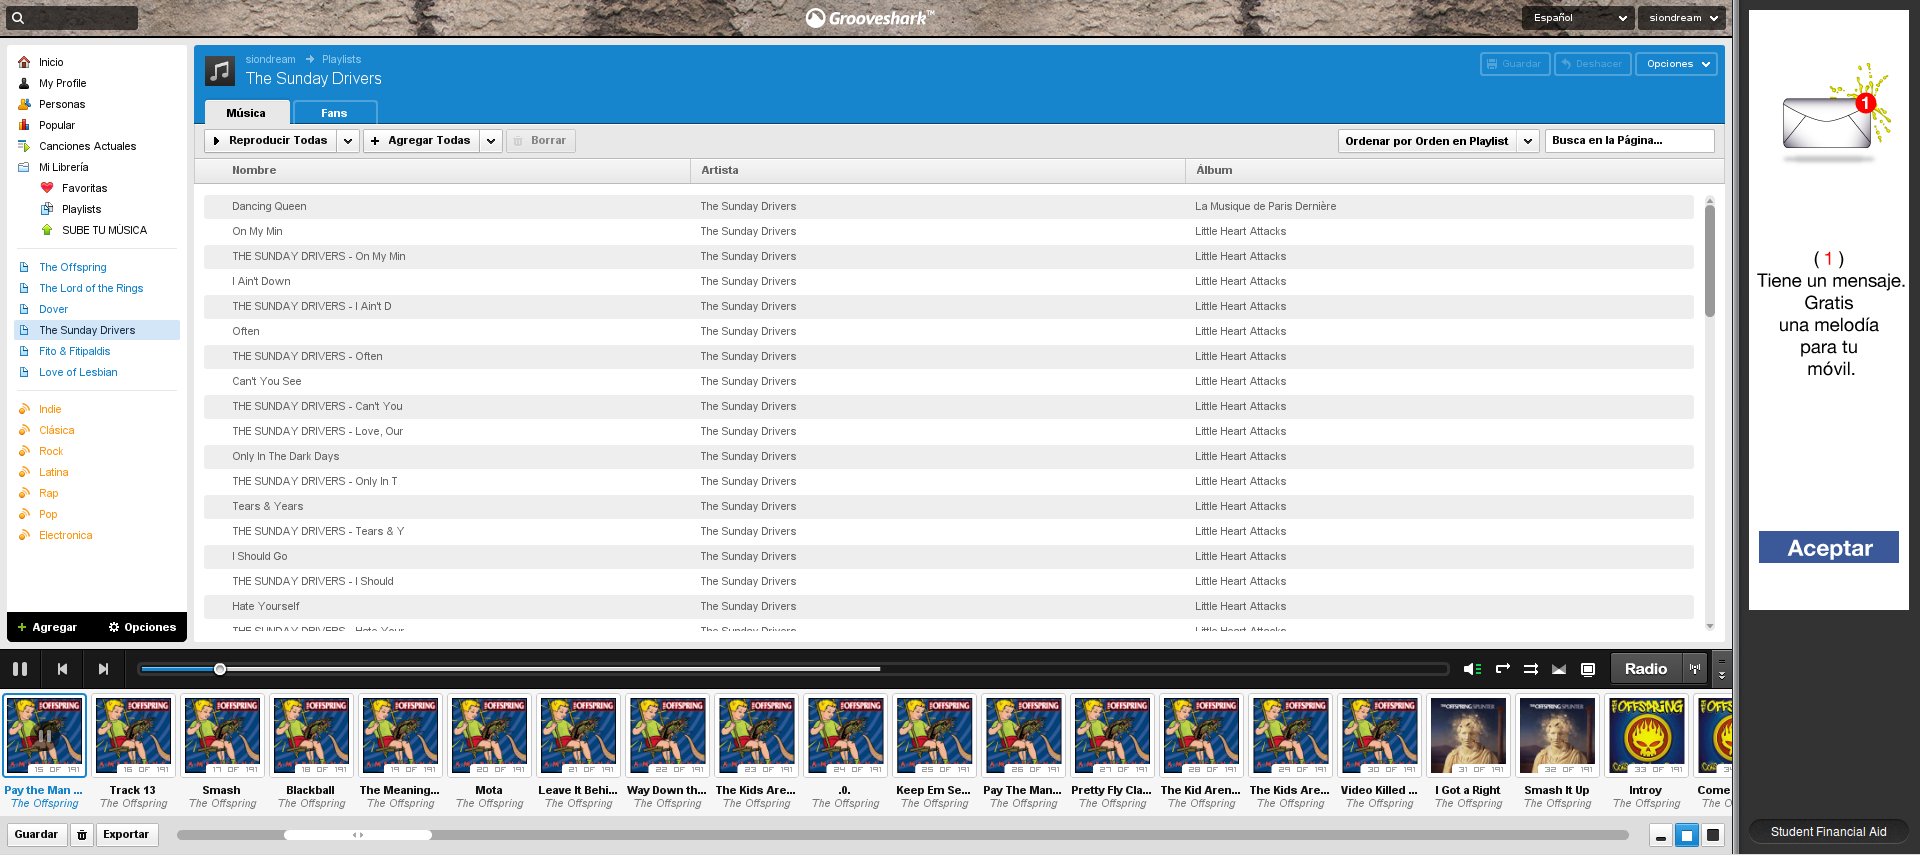 Grooveshark™
Español
siondream
Inicio
My Profile
Personas
Popular
Canciones Actuales
Mi Librería
Favoritas
Playlists
SUBE TU MÚSICA
The Offspring
The Lord of the Rings
Dover
The Sunday Drivers
Fito & Fitipaldis
Love of Lesbian
Indie
Clásica
Rock
Latina
Rap
Pop
Electronica
Agregar Opciones
siondream Playlists
The Sunday Drivers
Guardar Deshacer Opciones
Música Fans
Reproducir Todas Agregar Todas Borrar Ordenar por Orden en Playlist Busca en la Página...
Nombre Artista Álbum
Dancing Queen The Sunday Drivers La Musique de Paris Dernière
On My Min The Sunday Drivers Little Heart Attacks
THE SUNDAY DRIVERS - On My Min The Sunday Drivers Little Heart Attacks
I Ain't Down The Sunday Drivers Little Heart Attacks
THE SUNDAY DRIVERS - I Ain't D The Sunday Drivers Little Heart Attacks
Often The Sunday Drivers Little Heart Attacks
THE SUNDAY DRIVERS - Often The Sunday Drivers Little Heart Attacks
Can't You See The Sunday Drivers Little Heart Attacks
THE SUNDAY DRIVERS - Can't You The Sunday Drivers Little Heart Attacks
THE SUNDAY DRIVERS - Love, Our The Sunday Drivers Little Heart Attacks
Only In The Dark Days The Sunday Drivers Little Heart Attacks
THE SUNDAY DRIVERS - Only In T The Sunday Drivers Little Heart Attacks
Tears & Years The Sunday Drivers Little Heart Attacks
THE SUNDAY DRIVERS - Tears & Y The Sunday Drivers Little Heart Attacks
I Should Go The Sunday Drivers Little Heart Attacks
THE SUNDAY DRIVERS - I Should The Sunday Drivers Little Heart Attacks
Hate Yourself The Sunday Drivers Little Heart Attacks
THE SUNDAY DRIVERS - Hate Your The Sunday Drivers Little Heart Attacks
1
( 1 )
Tiene un mensaje.
Gratis
una melodía
para tu
móvil.
Aceptar
Student Financial Aid
Radio
15 OF 191 16 OF 191 17 OF 191 18 OF 191 19 OF 191 20 OF 191 21 OF 191 22 OF 191 23 OF 191 24 OF 191 25 OF 191 26 OF 191 27 OF 191 28 OF 191 29 OF 191 30 OF 191 31 OF 191 32 OF 191 33 OF 191 34
Pay the Man ... Track 13 Smash Blackball The Meaning... Mota Leave It Behi... Way Down th... The Kids Are... .0. Keep Em Se... Pay The Man... Pretty Fly Cla... The Kid Aren... The Kids Are... Video Killed ... I Got a Right Smash It Up Introy Come
The Offspring The Offspring The Offspring The Offspring The Offspring The Offspring The Offspring The Offspring The Offspring The Offspring The Offspring The Offspring The Offspring The Offspring The Offspring The Offspring The Offspring The Offspring The Offspring The O
Guardar Exportar